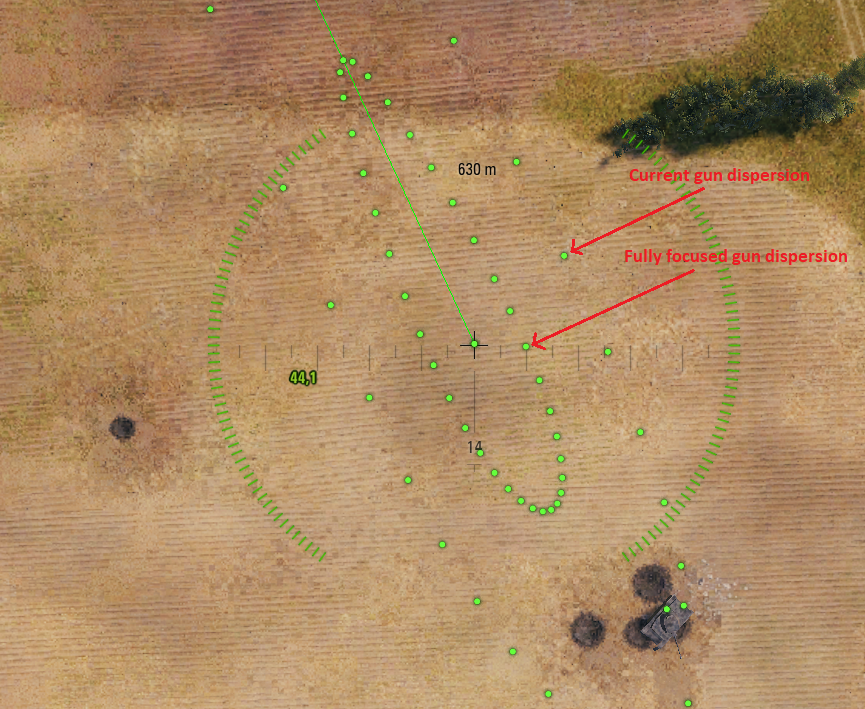 630 m
Current gun dispersion
Fully focused gun dispersion
44,1
14